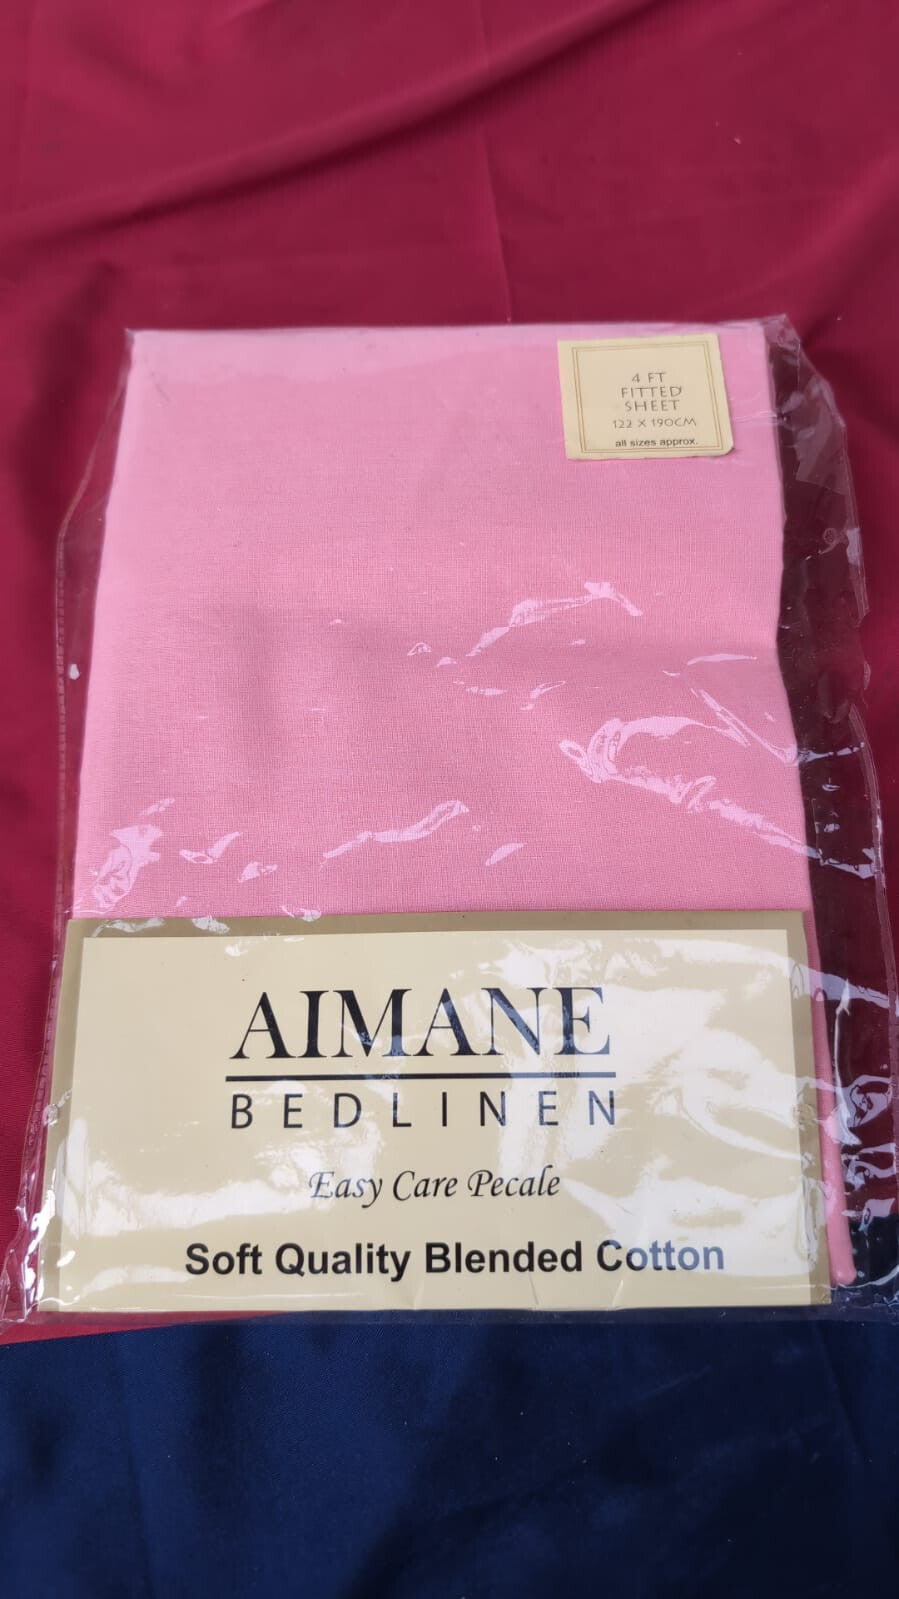 4 FT
FITTED
SHEET
122 X 190CM
all sizes approx.
AIMANE
BEDLINEN
Easy Care Pecale
Soft Quality Blended Cotton